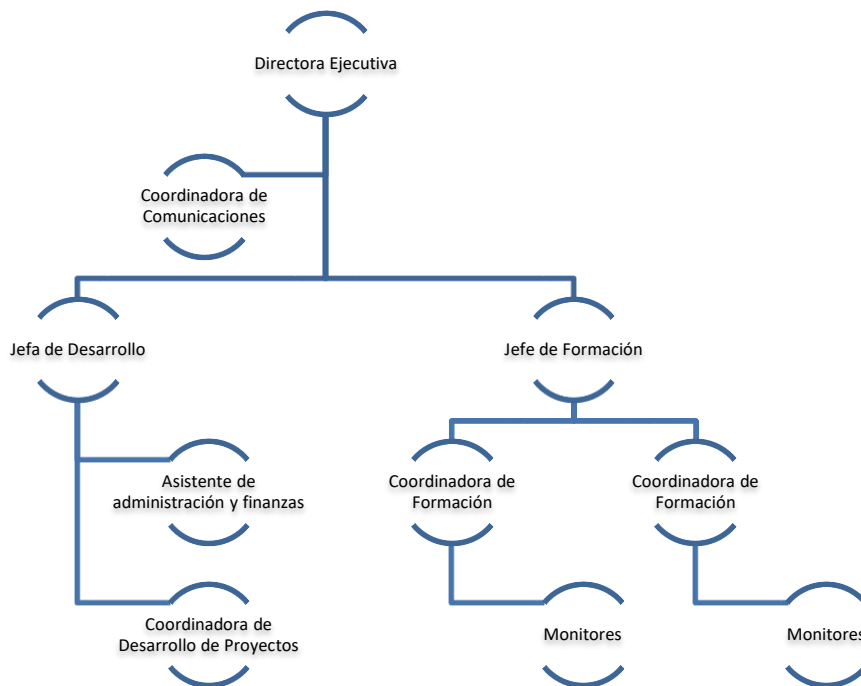 Directora Ejecutiva
Coordinadora de
Comunicaciones
Jefa de Desarrollo
Jefe de Formación
Asistente de
administración y finanzas
Coordinadora de
Formación
Coordinadora de
Formación
Coordinadora de
Desarrollo de Proyectos
Monitores
Monitores